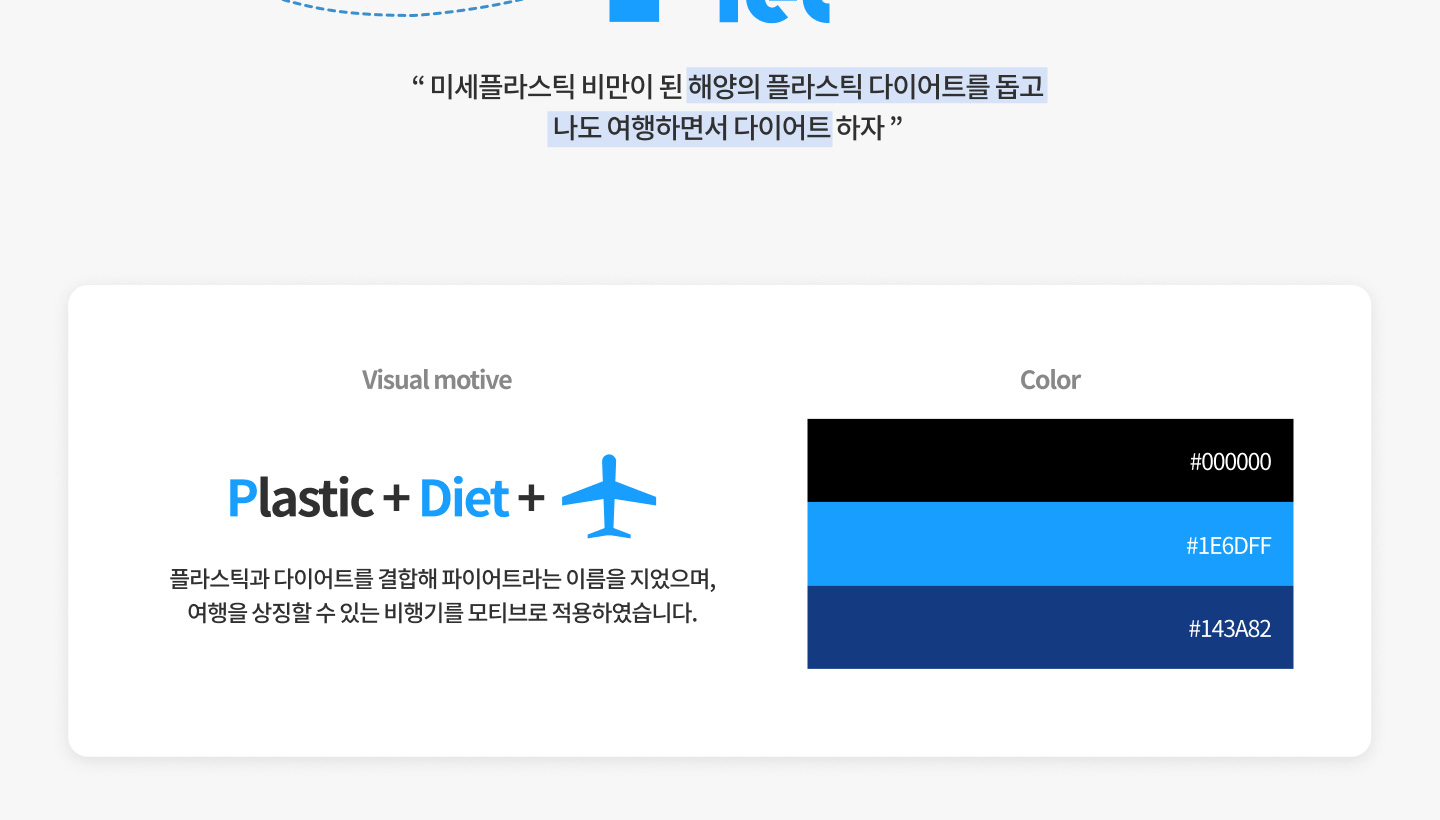 “ 미세플라스틱 비만이 된 해양의 플라스틱 다이어트를 돕고
나도 여행하면서 다이어트 하자 ”
Visual motive
Plastic + Diet +
플라스틱과 다이어트를 결합해 파이어트라는 이름을 지었으며,
여행을 상징할 수 있는 비행기를 모티브로 적용하였습니다.
Color
#000000
#1E6DFF
#143A82